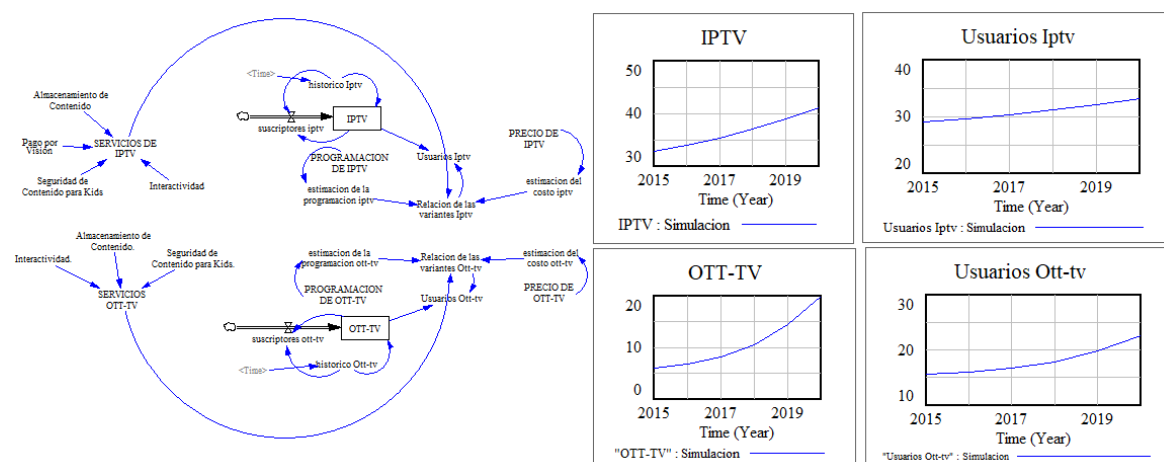 <Time>
historico Iptv
Almacenamiento de
Contenido
suscriptores iptv
IPTV
Pago por
Visión
SERVICIOS DE
IPTV
Seguridad de
Contenido para Kids
Interactividad
PROGRAMACION
DE IPTV
Usuarios Iptv
PRECIO DE
IPTV
estimacion de la
programacion iptv
Relacion de las
variantes Iptv
estimacion del
costo iptv
Almacenamiento de
Contenido.
Interactividad.
Seguridad de
Contenido para Kids.
SERVICIOS
OTT-TV
estimacion de la
programacion ott-tv
Relacion de las
variantes Ott-tv
estimacion del
costo ott-tv
PROGRAMACION
DE OTT-TV
Usuarios Ott-tv
PRECIO DE
OTT-TV
suscriptores ott-tv
OTT-TV
historico Ott-tv
<Time>
IPTV
50
40
30
2015 2017 2019
Time (Year)
IPTV : Simulacion
Usuarios Iptv
40
30
20
2015 2017 2019
Time (Year)
Usuarios Iptv : Simulacion
OTT-TV
20
10
0
2015 2017 2019
Time (Year)
"OTT-TV" : Simulacion
Usuarios Ott-tv
30
20
10
2015 2017 2019
Time (Year)
"Usuarios Ott-tv" : Simulacion